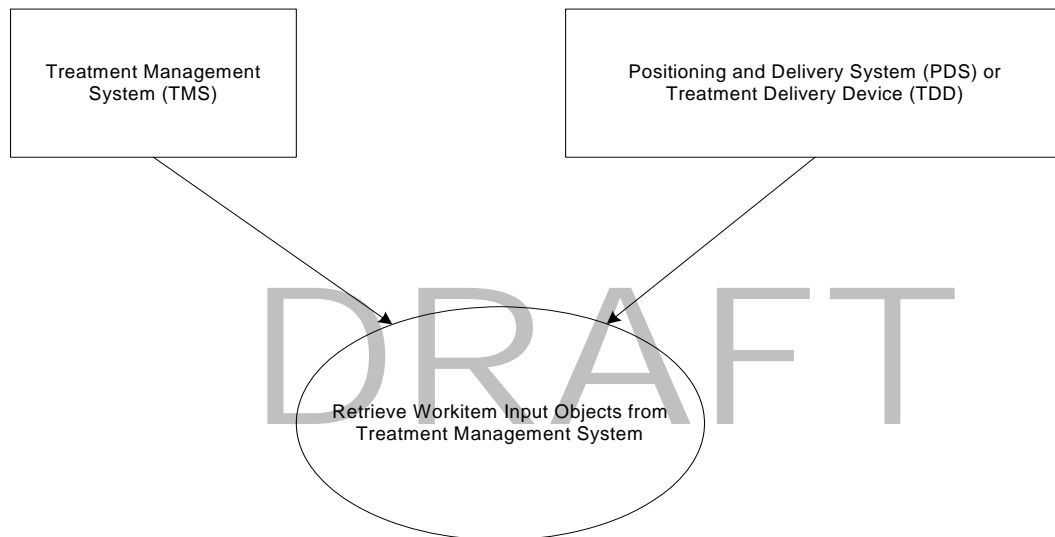 Treatment Management
System (TMS)
Positioning and Delivery System (PDS) or
Treatment Delivery Device (TDD)
DRAFT
Retrieve Workitem Input Objects from
Treatment Management System